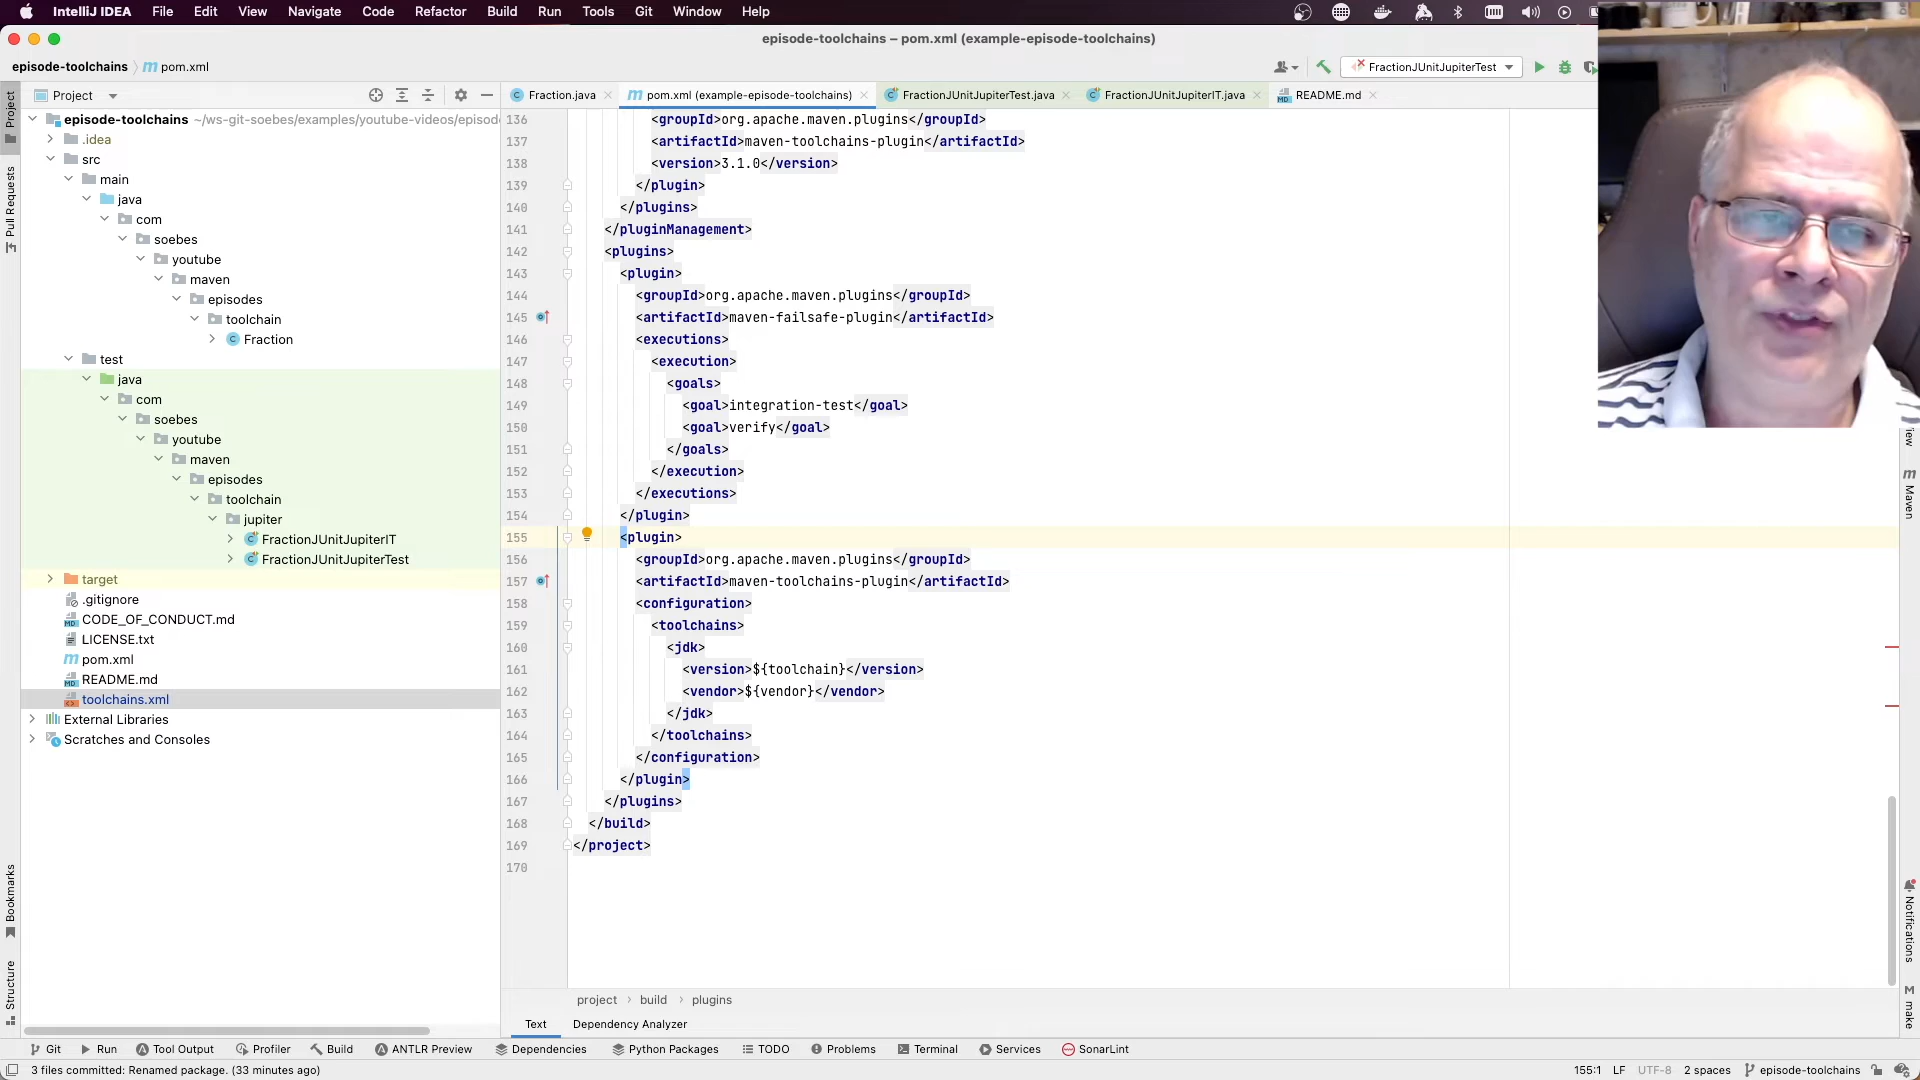 IntelliJ IDEA File Edit View Navigate Code Refactor Build Run Tools Git Window Help
episode-toolchains – pom.xml (example-episode-toolchains)
episode-toolchains pom.xml
FractionJUnitJupiterTest
Project
Fraction.java
pom.xml (example-episode-toolchains)
FractionJUnitJupiterTest.java
FractionJUnitJupiterIT.java
README.md
Project
Pull Requests
Bookmarks
Structure
episode-toolchains ~/ws-git-soebes/examples/youtube-videos/episod
.idea
src
main
java
com
soebes
youtube
maven
episodes
toolchain
Fraction
test
java
com
soebes
youtube
maven
episodes
toolchain
jupiter
FractionJUnitJupiterIT
FractionJUnitJupiterTest
target
.gitignore
CODE_OF_CONDUCT.md
LICENSE.txt
pom.xml
README.md
toolchains.xml
External Libraries
Scratches and Consoles
136 <groupId>org.apache.maven.plugins</groupId>
137 <artifactId>maven-toolchains-plugin</artifactId>
138 <version>3.1.0</version>
139 </plugin>
140 </plugins>
141 </pluginManagement>
142 <plugins>
143 <plugin>
144 <groupId>org.apache.maven.plugins</groupId>
145 <artifactId>maven-failsafe-plugin</artifactId>
146 <executions>
147 <execution>
148 <goals>
149 <goal>integration-test</goal>
150 <goal>verify</goal>
151 </goals>
152 </execution>
153 </executions>
154 </plugin>
155 <plugin>
156 <groupId>org.apache.maven.plugins</groupId>
157 <artifactId>maven-toolchains-plugin</artifactId>
158 <configuration>
159 <toolchains>
160 <jdk>
161 <version>${toolchain}</version>
162 <vendor>${vendor}</vendor>
163 </jdk>
164 </toolchains>
165 </configuration>
166 </plugin>
167 </plugins>
168 </build>
169 </project>
170
Maven
Notifications
make
project › build › plugins
Text Dependency Analyzer
Git Run Tool Output Profiler Build ANTLR Preview Dependencies Python Packages TODO Problems Terminal Services SonarLint
3 files committed: Renamed package. (33 minutes ago)
155:1 LF UTF-8 2 spaces episode-toolchains